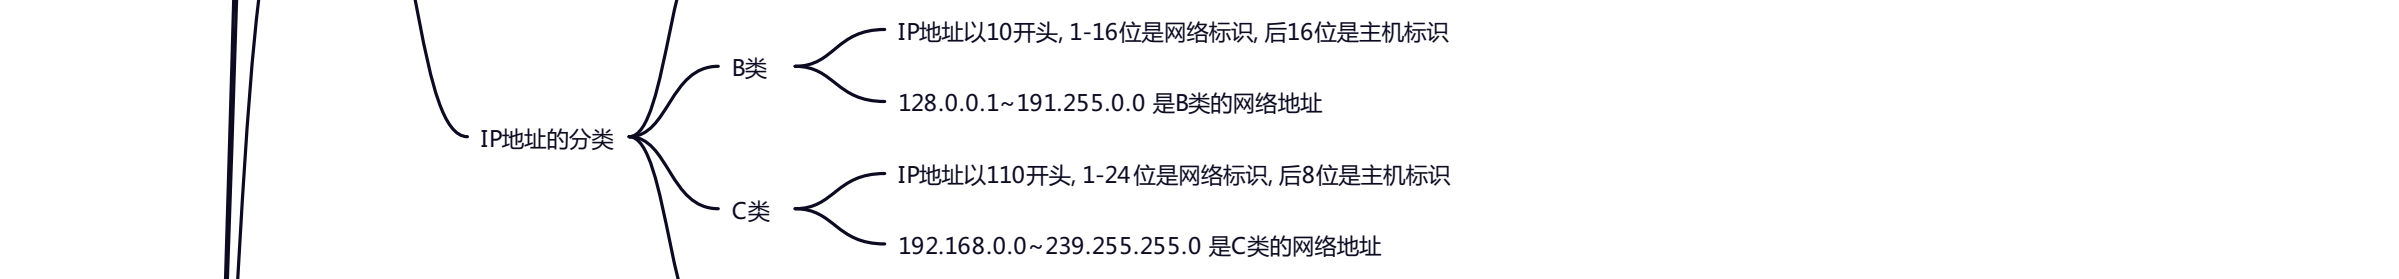 IP地址以10开头, 1-16位是网络标识, 后16位是主机标识
B类
128.0.0.1~191.255.0.0 是B类的网络地址
IP地址的分类
IP地址以110开头, 1-24位是网络标识, 后8位是主机标识
C类
192.168.0.0~239.255.255.0 是C类的网络地址